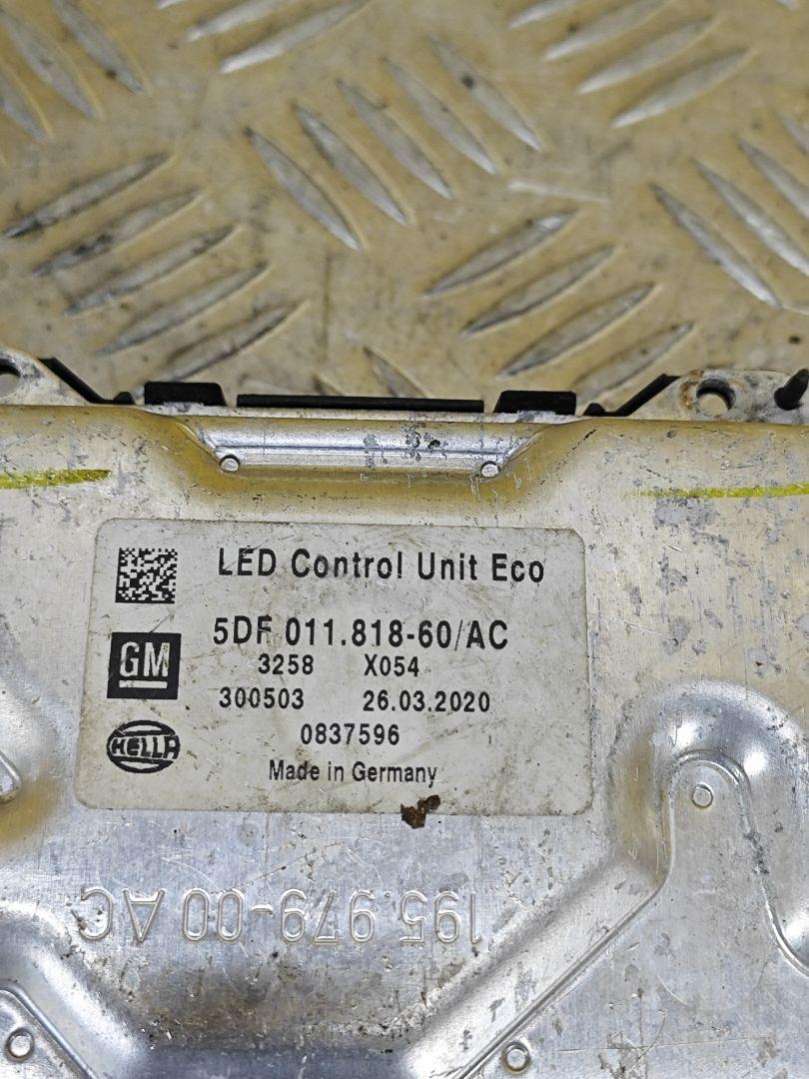 LED Control Unit Eco
5DF 011.818-60/AC
GM
3258 X054
300503 26.03.2020
HELLA
0837596
Made in Germany
195.979-00 AC